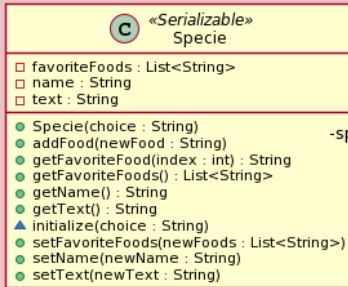 C
«Serializable»
Specie
favoriteFoods : List<String>
name : String
text : String
Specie(choice : String)
addFood(newFood : String)
getFavoriteFood(index : int) : String
getFavoriteFoods() : List<String>
getName() : String
getText() : String
initialize(choice : String)
setFavoriteFoods(newFoods : List<String>)
setName(newName : String)
setText(newText : String)
-sp